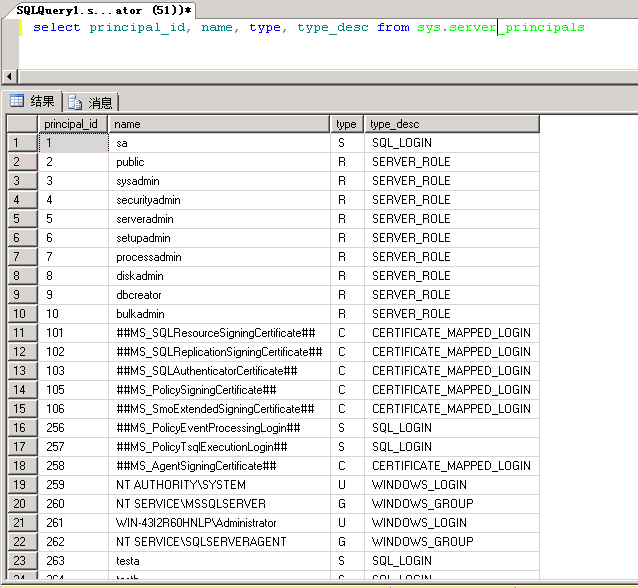 SQLQuery1.s...ator (51))*
select principal_id, name, type, type_desc from sys.server_principals
结果 消息
principal_id name type type_desc
1 1 sa S SQL_LOGIN
2 2 public R SERVER_ROLE
3 3 sysadmin R SERVER_ROLE
4 4 securityadmin R SERVER_ROLE
5 5 serveradmin R SERVER_ROLE
6 6 setupadmin R SERVER_ROLE
7 7 processadmin R SERVER_ROLE
8 8 diskadmin R SERVER_ROLE
9 9 dbcreator R SERVER_ROLE
10 10 bulkadmin R SERVER_ROLE
11 101 ##MS_SQLResourceSigningCertificate## C CERTIFICATE_MAPPED_LOGIN
12 102 ##MS_SQLReplicationSigningCertificate## C CERTIFICATE_MAPPED_LOGIN
13 103 ##MS_SQLAuthenticatorCertificate## C CERTIFICATE_MAPPED_LOGIN
14 105 ##MS_PolicySigningCertificate## C CERTIFICATE_MAPPED_LOGIN
15 106 ##MS_SmoExtendedSigningCertificate## C CERTIFICATE_MAPPED_LOGIN
16 256 ##MS_PolicyEventProcessingLogin## S SQL_LOGIN
17 257 ##MS_PolicyTsqlExecutionLogin## S SQL_LOGIN
18 258 ##MS_AgentSigningCertificate## C CERTIFICATE_MAPPED_LOGIN
19 259 NT AUTHORITY\SYSTEM U WINDOWS_LOGIN
20 260 NT SERVICE\MSSQLSERVER G WINDOWS_GROUP
21 261 WIN-43I2R60HNLP\Administrator U WINDOWS_LOGIN
22 262 NT SERVICE\SQLSERVERAGENT G WINDOWS_GROUP
23 263 testa S SQL_LOGIN